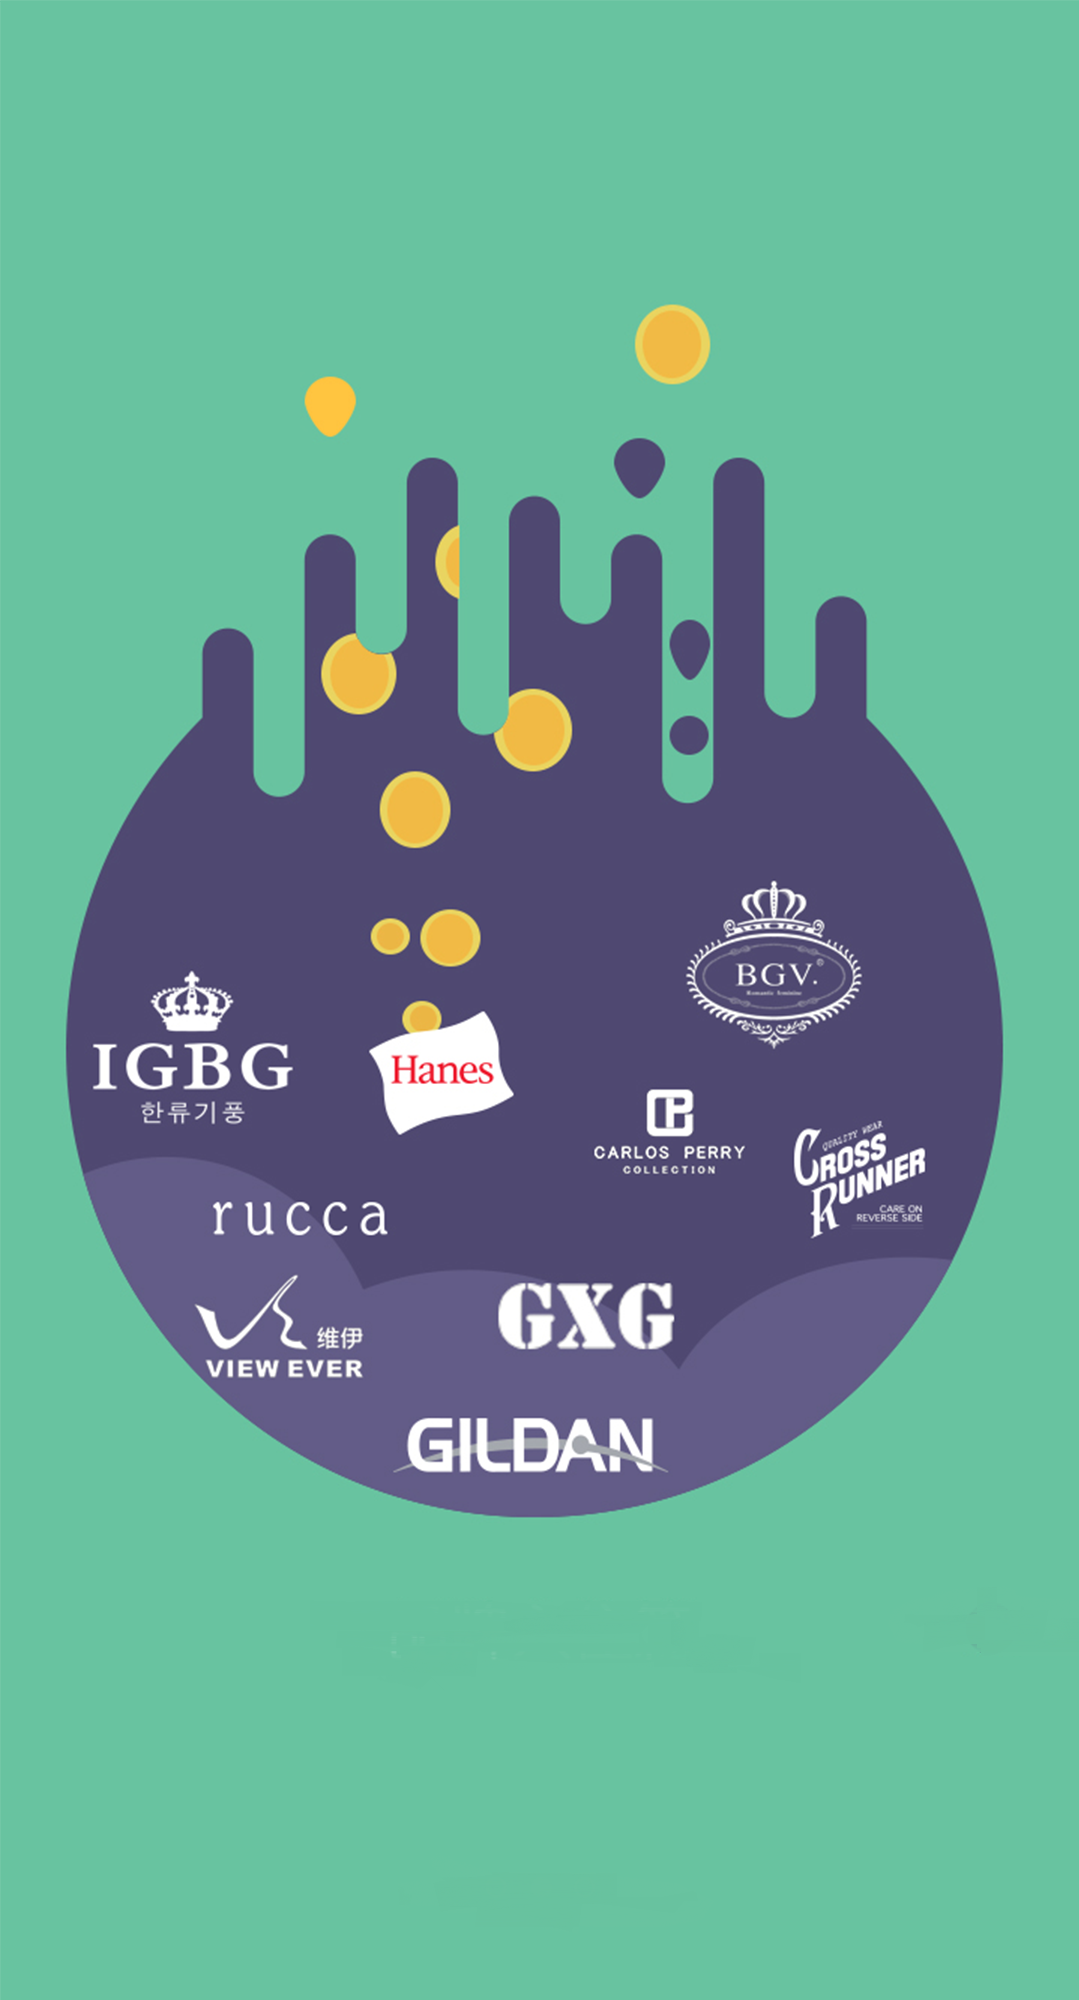 BGV.
Romantic feminine
IGBG
한류기풍
Hanes
CARLOS PERRY
COLLECTION
QUALITY WEAR
CROSS
RUNNER
CARE ON
REVERSE SIDE
rucca
维伊
VIEW EVER
GXG
GILDAN